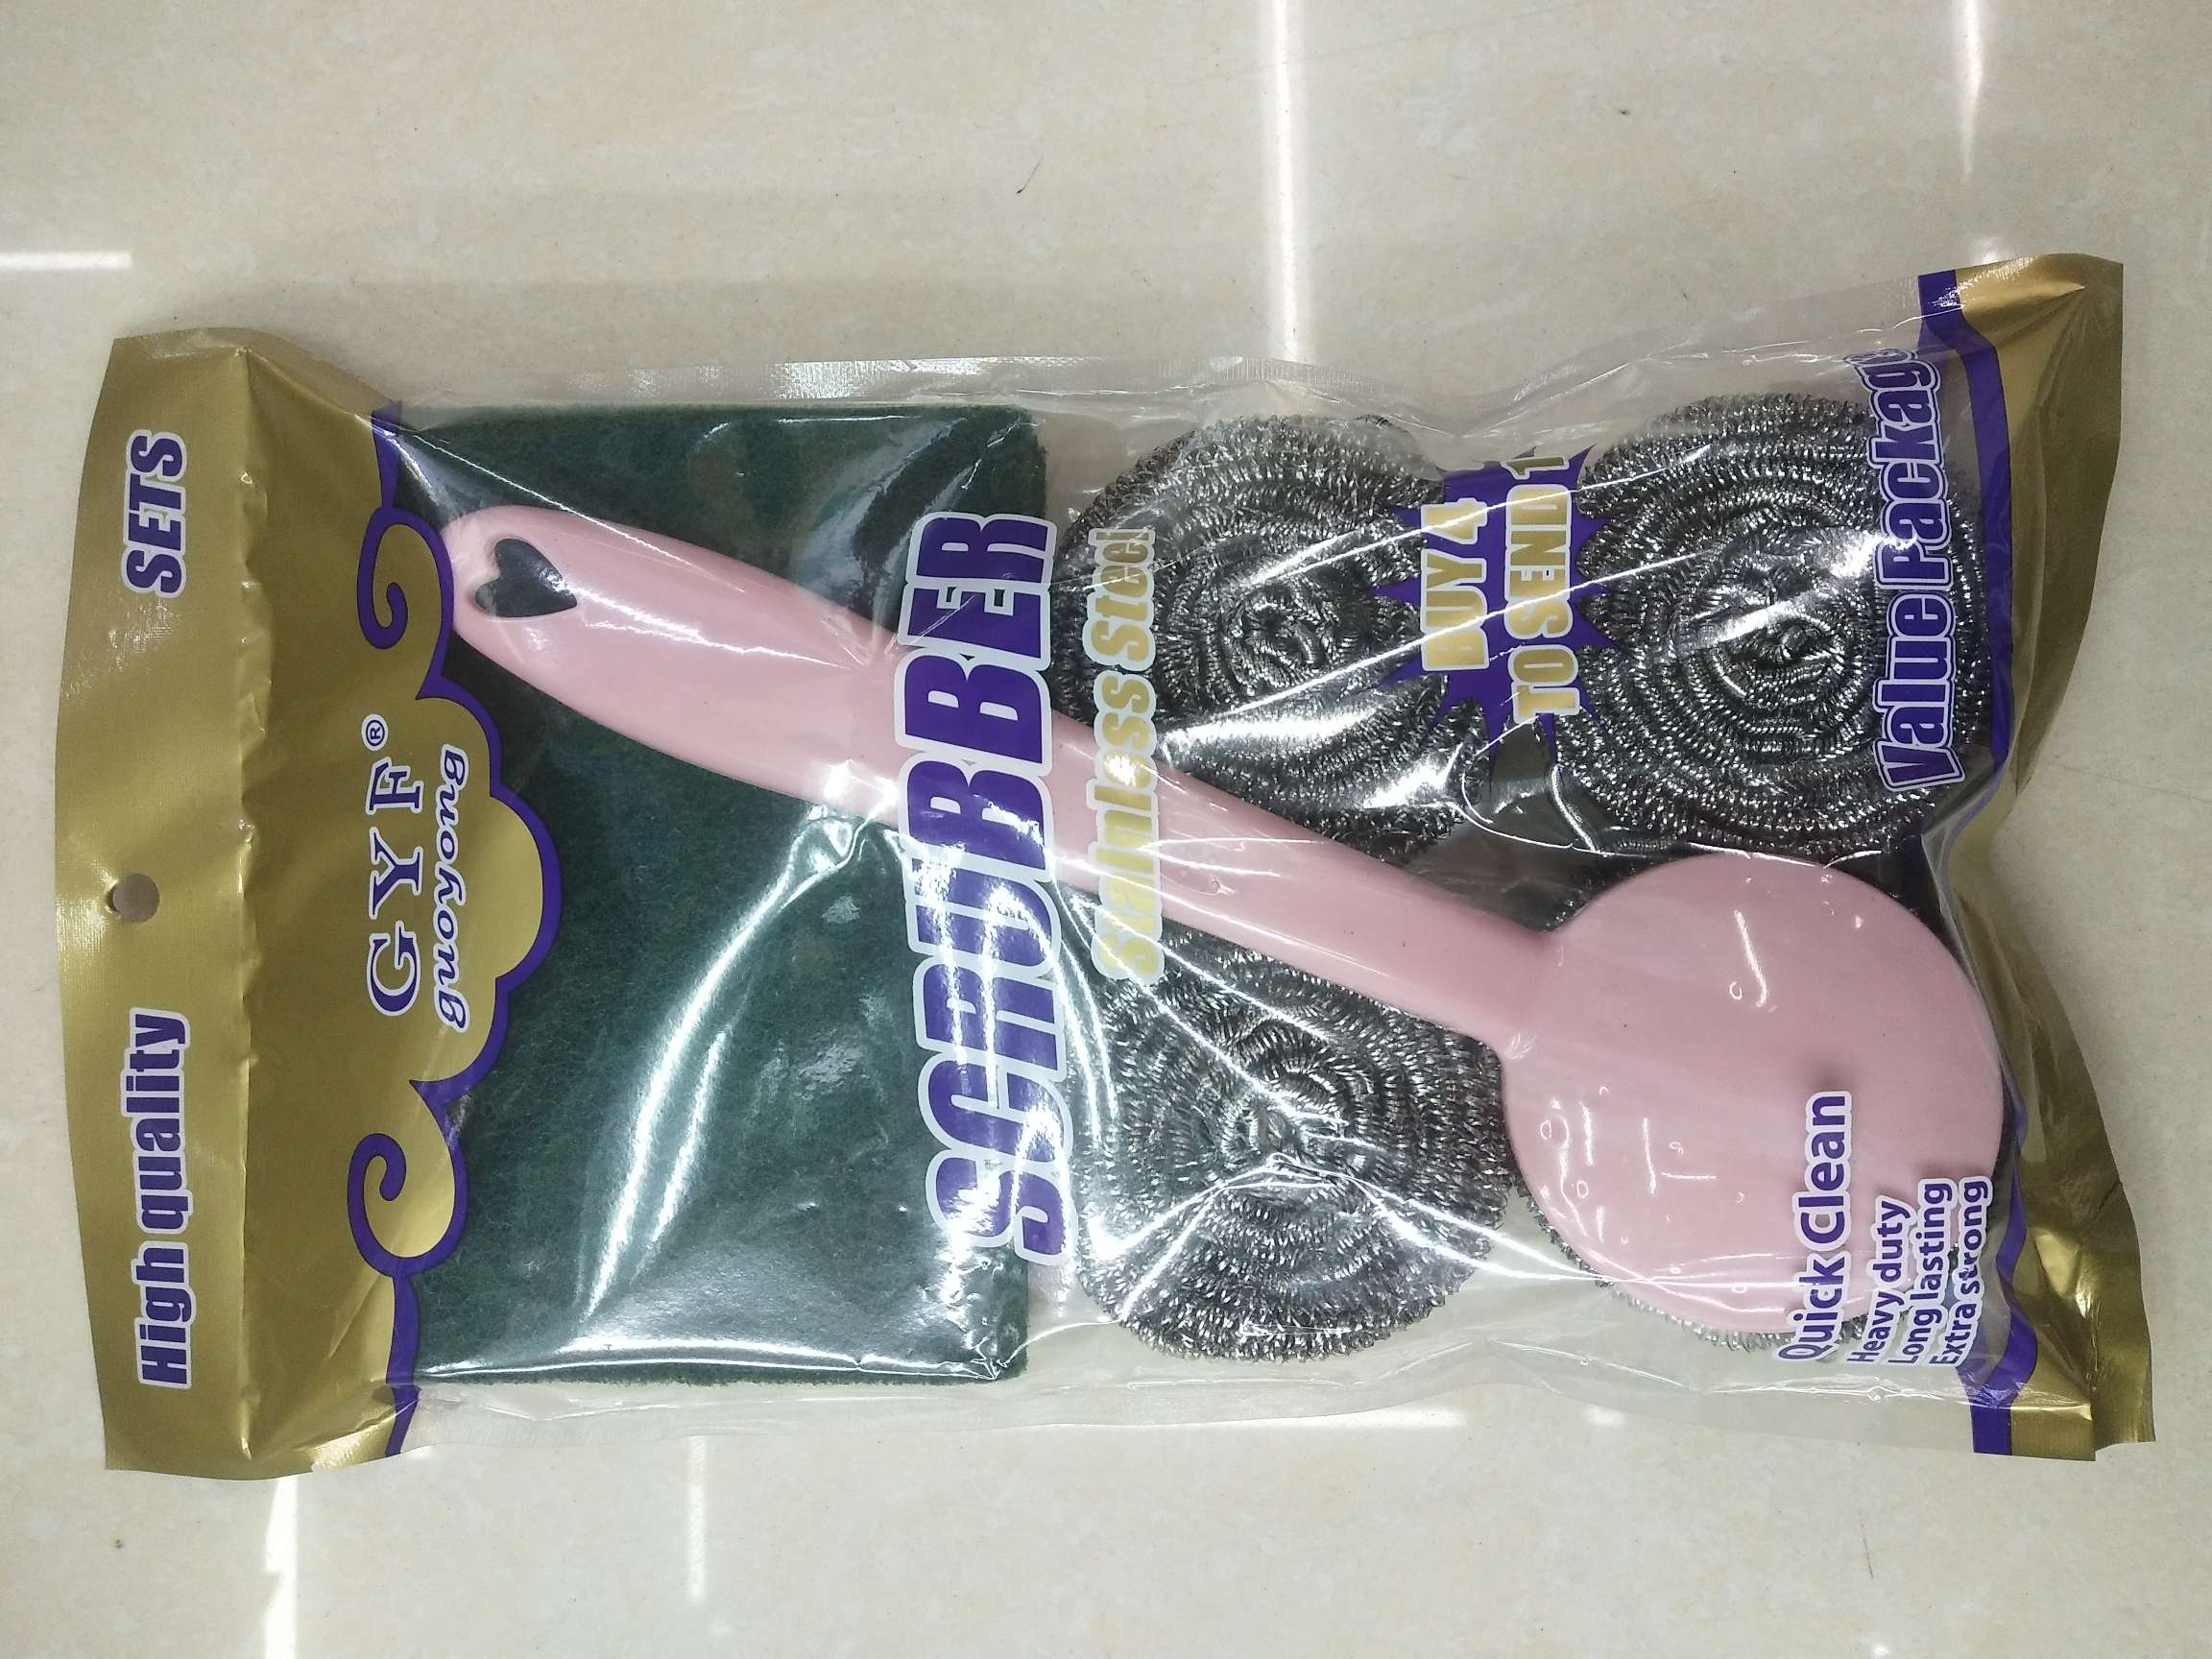 High quality SETS
GYF®
guoyong
SCRUBBER
Stainless Steel
BUY 4
TO SEND 1
Quick Clean
Heavy duty
Long lasting
Extra strong
Value Package